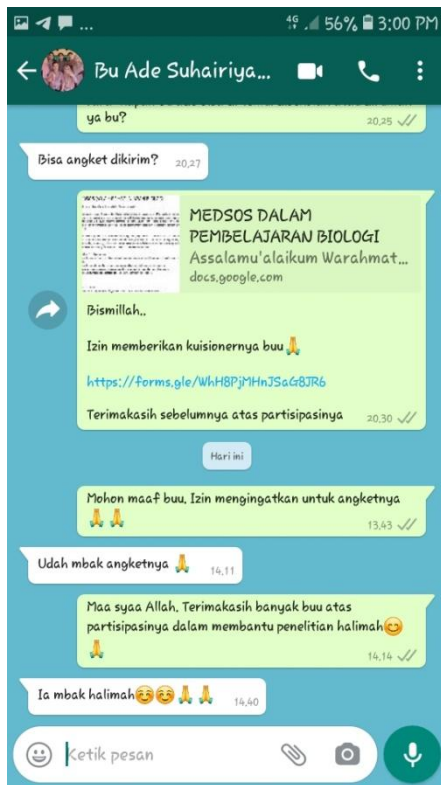 ... 4G 56% 3:00 PM
Bu Ade Suhairiya...
ya bu?
20,25
Bisa angket dikirim? 20,27
MEDSOS DALAM
PEMBELAJARAN BIOLOGI
Assalamu'alaikum Warahmat...
docs.google.com
Bismillah..
Izin memberikan kuisionernya buu🙏
https://forms.gle/WhH8PjMHnJSaG8JR6
Terimakasih sebelumnya atas partisipasinya 20,30
Hari ini
Mohon maaf buu, Izin mengingatkan untuk angketnya
🙏🙏 13,43
Udah mbak angketnya 🙏 14,11
Maa syaa Allah, Terimakasih banyak buu atas
partisipasinya dalam membantu penelitian halimah😊
🙏 14,14
Ia mbak halimah☺️☺️🙏🙏 14,40
Ketik pesan